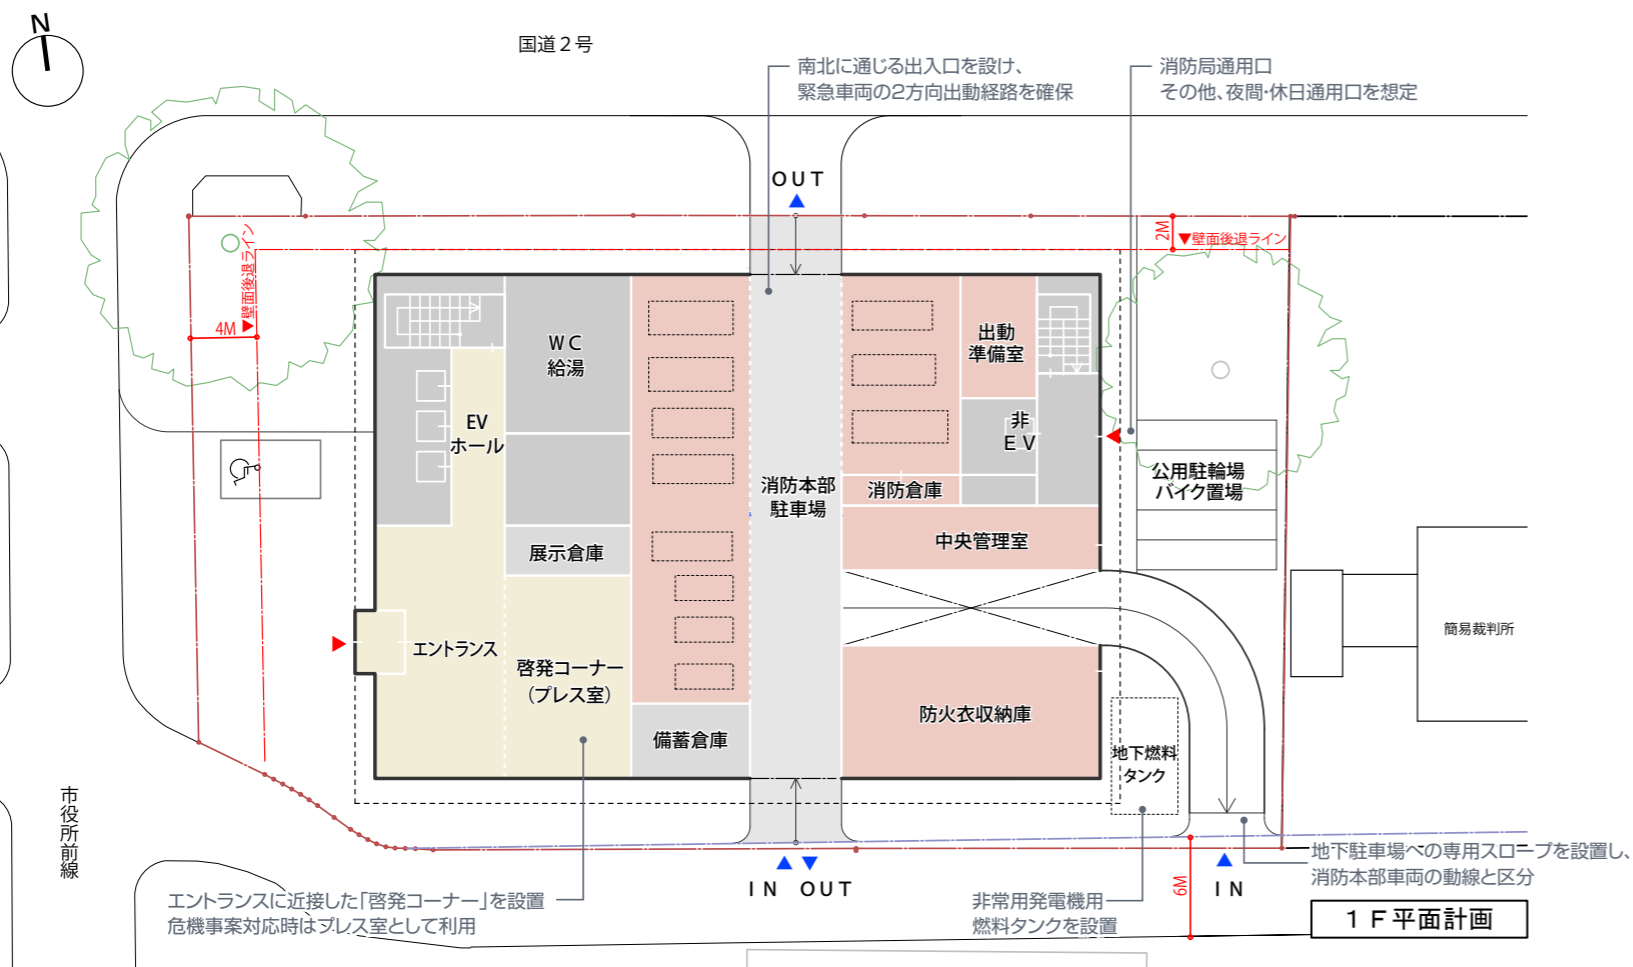 N
国道２号
南北に通じる出入口を設け、
緊急車両の2方向出動経路を確保
消防局通用口
その他、夜間・休日通用口を想定
OUT
2M
▼壁面後退ライン
▼壁面後退ライン
4M
WC
給湯
出動
準備室
EV
ホール
非
EV
公用駐輪場
バイク置場
消防本部
駐車場
消防倉庫
中央管理室
展示倉庫
エントランス
啓発コーナー
（プレス室）
簡易裁判所
防火衣収納庫
備蓄倉庫
地下燃料
タンク
市役所前線
IN OUT
IN
6M
エントランスに近接した「啓発コーナー」を設置
危機事案対応時はプレス室として利用
非常用発電機用
燃料タンクを設置
地下駐車場への専用スロープを設置し、
消防本部車両の動線と区分
１Ｆ平面計画